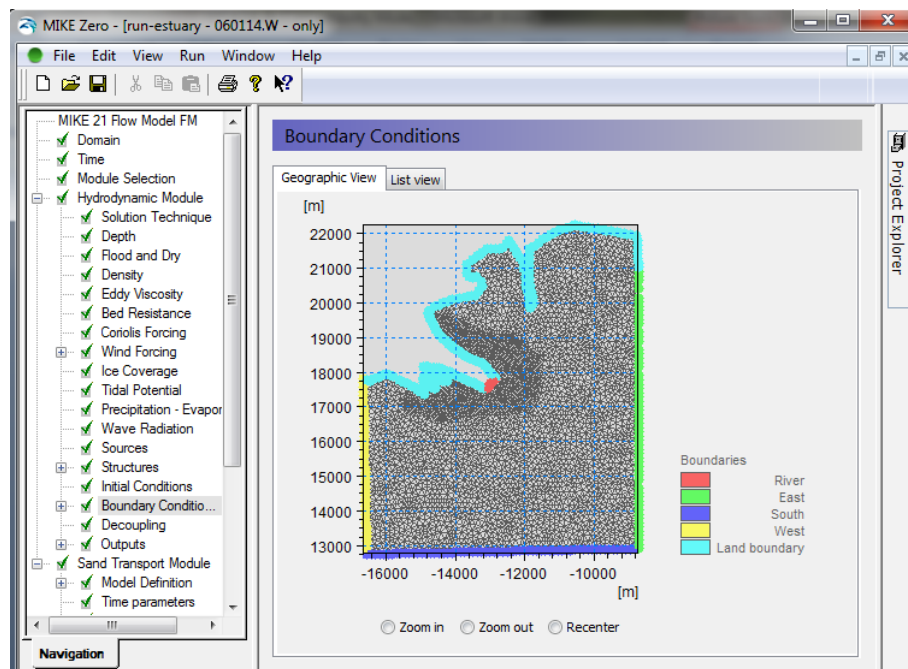 MIKE Zero - [run-estuary - 060114.W - only]
File Edit View Run Window Help
MIKE 21 Flow Model FM
Domain
Time
Module Selection
Hydrodynamic Module
Solution Technique
Depth
Flood and Dry
Density
Eddy Viscosity
Bed Resistance
Coriolis Forcing
Wind Forcing
Ice Coverage
Tidal Potential
Precipitation - Evapor
Wave Radiation
Sources
Structures
Initial Conditions
Boundary Conditio...
Decoupling
Outputs
Sand Transport Module
Model Definition
Time parameters
Navigation
Boundary Conditions
Geographic View List view
[m]
22000
21000
20000
19000
18000
17000
16000
15000
14000
13000
-16000 -14000 -12000 -10000
[m]
Boundaries
River
East
South
West
Land boundary
Zoom in Zoom out Recenter
Project Explorer